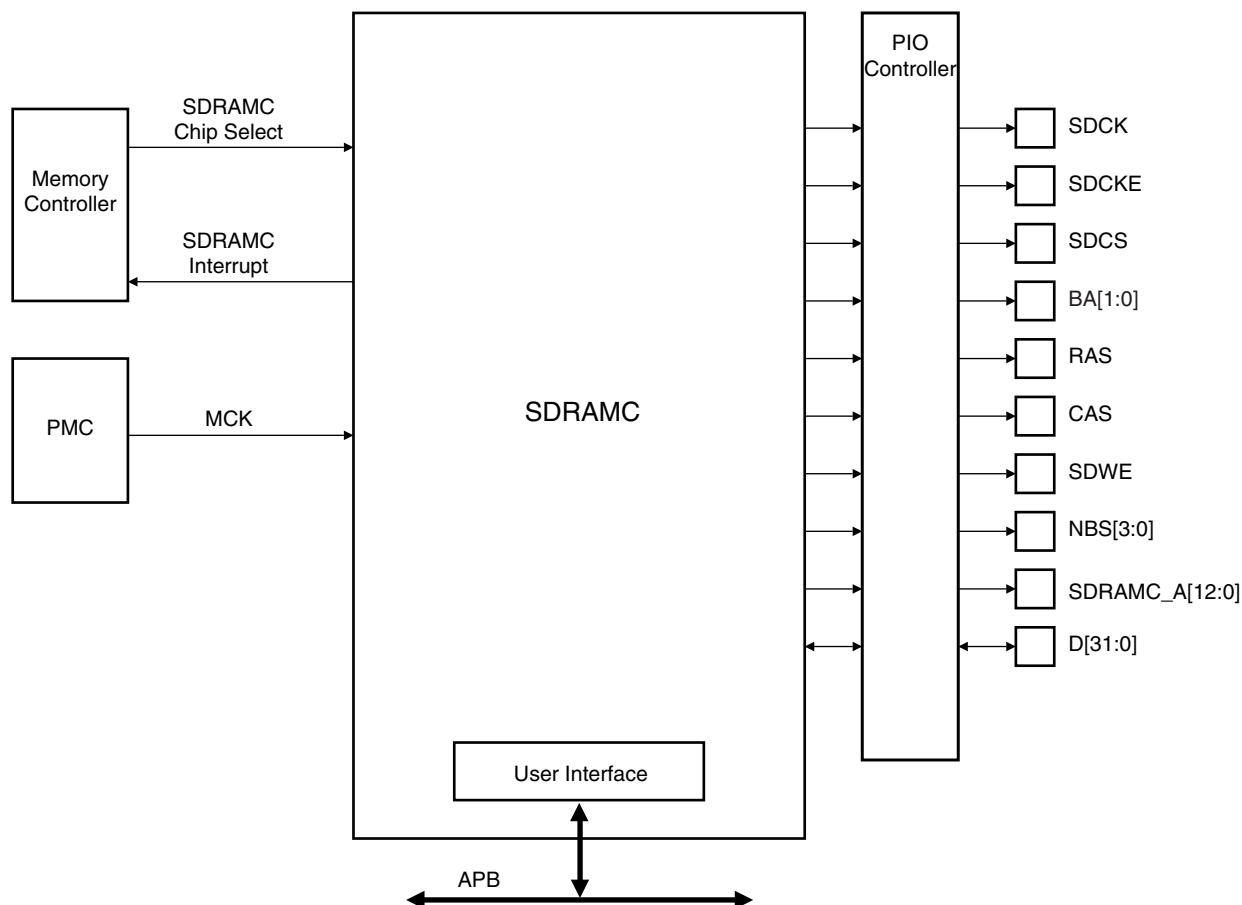 PIO
Controller
SDRAMC
Chip Select
Memory
Controller
SDRAMC
Interrupt
PMC
MCK
SDRAMC
SDCK
SDCKE
SDCS
BA[1:0]
RAS
CAS
SDWE
NBS[3:0]
SDRAMC_A[12:0]
D[31:0]
User Interface
APB